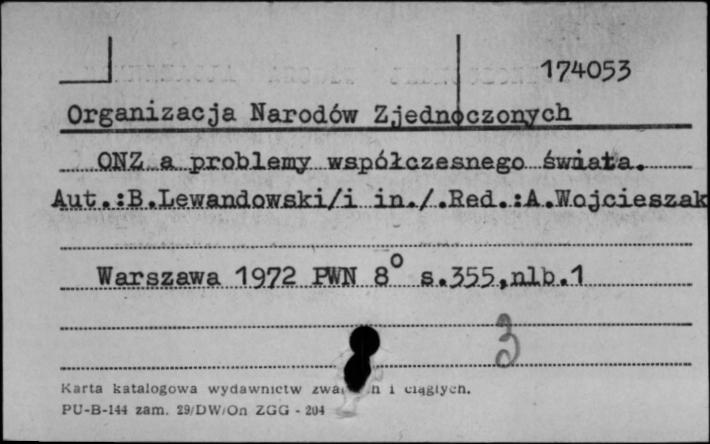 174053
Organizacja Narodów Zjednoczonych
ONZ a problemy współczesnego świata.
Aut.:B.Lewandowski/i in./.Red.:A.Wojcieszak
Warszawa 1972 PWN 8° s.355,nlb.1
3
Karta katalogowa wydawnictw i ciągłych.
PU-B-144 zam. 29/DW/On ZGG - 204